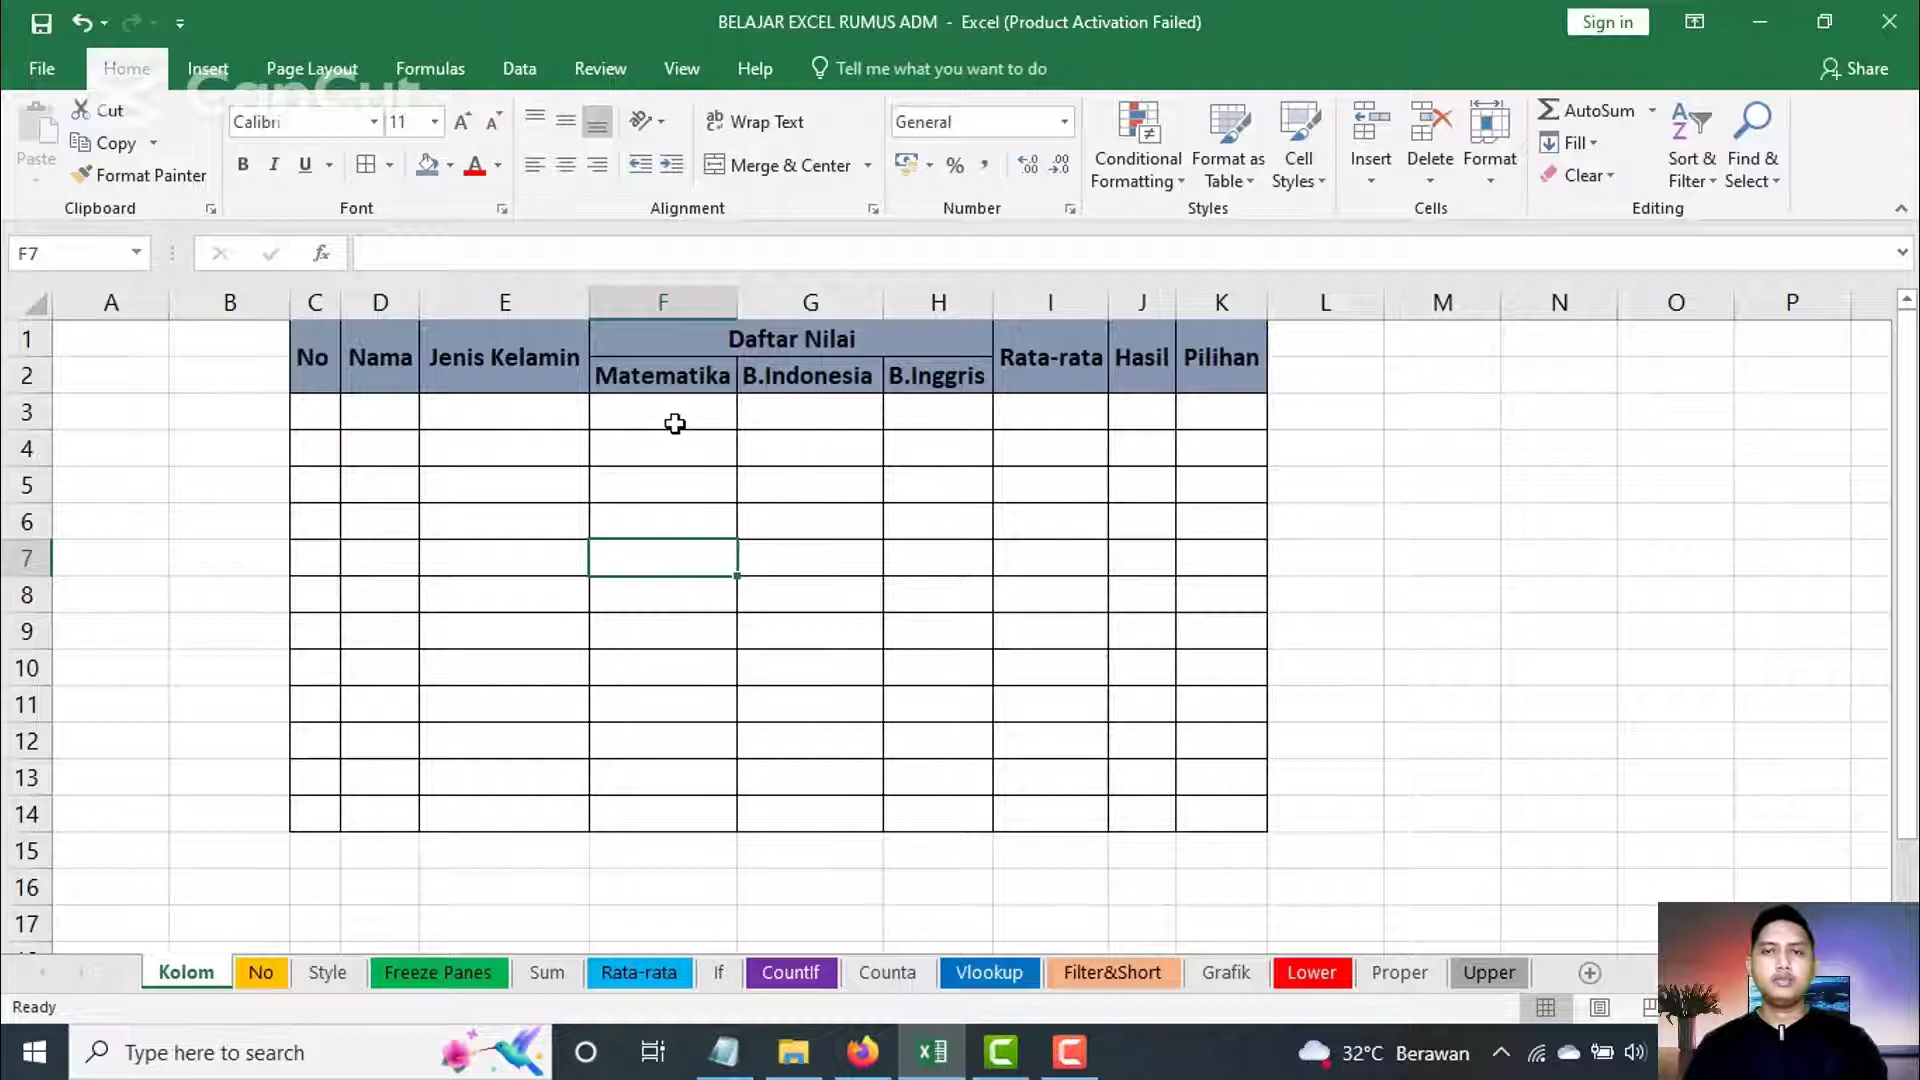 BELAJAR EXCEL RUMUS ADM - Excel (Product Activation Failed)
Sign in
File Home Insert Page Layout Formulas Data Review View Help Tell me what you want to do Share
CapCut
Paste
Cut
Copy
Format Painter
Clipboard
Calibri 11
B I U
Font
Wrap Text
Merge & Center
Alignment
General
%
Number
Conditional Formatting
Format as Table
Cell Styles
Styles
Insert Delete Format
Cells
AutoSum
Fill
Clear
Sort & Filter
Find & Select
Editing
F7 fx
A B C D E F G H I J K L M N O P
1 Daftar Nilai
No Nama Jenis Kelamin Rata-rata Hasil Pilihan
2 Matematika B.Indonesia B.Inggris
3
4
5
6
7
8
9
10
11
12
13
14
15
16
17
Kolom No Style Freeze Panes Sum Rata-rata If CountIf Counta Vlookup Filter&Short Grafik Lower Proper Upper
Ready
Type here to search 32°C Berawan